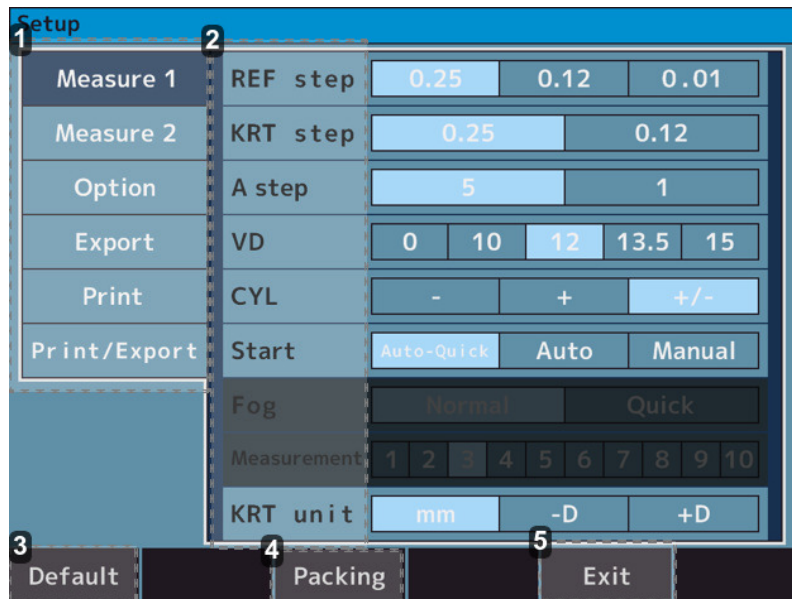 Setup
1
2
Measure 1
Measure 2
Option
Export
Print
Print/Export
REF step 0.25 0.12 0.01
KRT step 0.25 0.12
A step 5 1
VD 0 10 12 13.5 15
CYL - + +/-
Start Auto-Quick Auto Manual
Fog Normal Quick
Measurement 1 2 3 4 5 6 7 8 9 10
KRT unit mm -D +D
3 4 5
Default Packing Exit